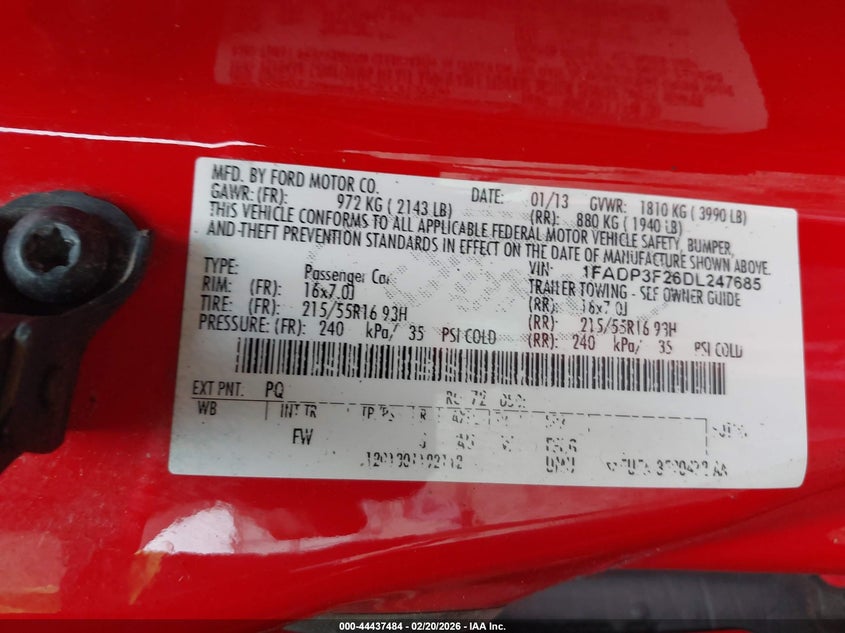 MFD. BY FORD MOTOR CO. DATE: 01/13 GVWR: 1810 KG ( 3990 LB)
GAWR: (FR): 972 KG ( 2143 LB) (RR): 880 KG ( 1940 LB)
THIS VEHICLE CONFORMS TO ALL APPLICABLE FEDERAL MOTOR VEHICLE SAFETY, BUMPER,
AND THEFT PREVENTION STANDARDS IN EFFECT ON THE DATE OF MANUFACTURE SHOWN ABOVE.
VIN: 1FADP3F26DL247685
TYPE: Passenger Car TRAILER TOWING - SEE OWNER GUIDE
RIM: (FR): 16x7.0J (RR): 16x7.0J
TIRE: (FR): 215/55R16 93H (RR): 215/55R16 93H
PRESSURE: (FR): 240 kPa/ 35 PSI COLD (RR): 240 kPa/ 35 PSI COLD
EXT PNT: PQ
WB INT TR
FW
000-44437484 - 02/20/2026 - IAA Inc.